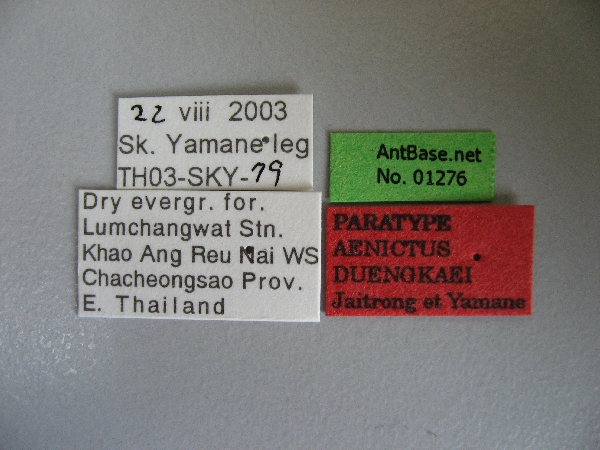 22 viii 2003
Sk. Yamane leg
TH03-SKY-79
Dry evergr. for.
Lumchangwat Stn.
Khao Ang Reu Nai WS
Chacheongsao Prov.
E. Thailand
AntBase.net
No. 01276
PARATYPE
AENICTUS
DUENGKAEI
Jaitrong et Yamane